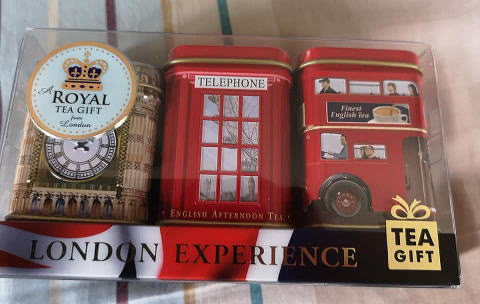 A
ROYAL
TEA GIFT
from
London
TELEPHONE
ENGLISH AFTERNOON TEA
Finest
English Tea
LONDON EXPERIENCE
TEA
GIFT